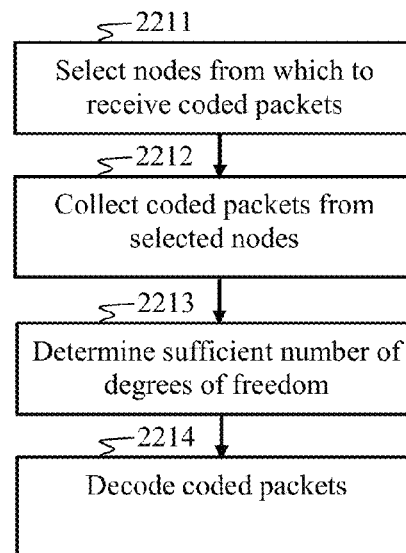 2211
Select nodes from which to
receive coded packets
2212
Collect coded packets from
selected nodes
2213
Determine sufficient number of
degrees of freedom
2214
Decode coded packets